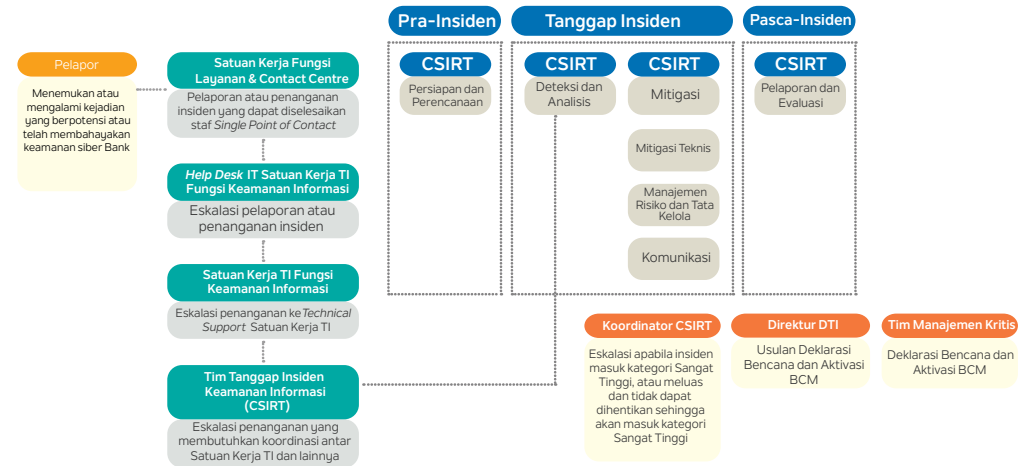 Pra-Insiden
Tanggap Insiden
Pasca-Insiden
Pelapor
Menemukan atau
mengalami kejadian
yang berpotensi atau
telah membahayakan
keamanan siber Bank
Satuan Kerja Fungsi
Layanan & Contact Centre
Pelaporan atau penanganan
insiden yang dapat diselesaikan
staf Single Point of Contact
Help Desk IT Satuan Kerja TI
Fungsi Keamanan Informasi
Eskalasi pelaporan atau
penanganan insiden
Satuan Kerja TI Fungsi
Keamanan Informasi
Eskalasi penanganan ke Technical
Support Satuan Kerja TI
Tim Tanggap Insiden
Keamanan Informasi
(CSIRT)
Eskalasi penanganan yang
membutuhkan koordinasi antar
Satuan Kerja TI dan lainnya
CSIRT
Persiapan dan
Perencanaan
CSIRT
Deteksi dan
Analisis
CSIRT
Mitigasi
Mitigasi Teknis
Manajemen
Risiko dan Tata
Kelola
Komunikasi
CSIRT
Pelaporan dan
Evaluasi
Koordinator CSIRT
Eskalasi apabila insiden
masuk kategori Sangat
Tinggi, atau meluas
dan tidak dapat
dihentikan sehingga
akan masuk kategori
Sangat Tinggi
Direktur DTI
Usulan Deklarasi
Bencana dan Aktivasi
BCM
Tim Manajemen Kritis
Deklarasi Bencana dan
Aktivasi BCM